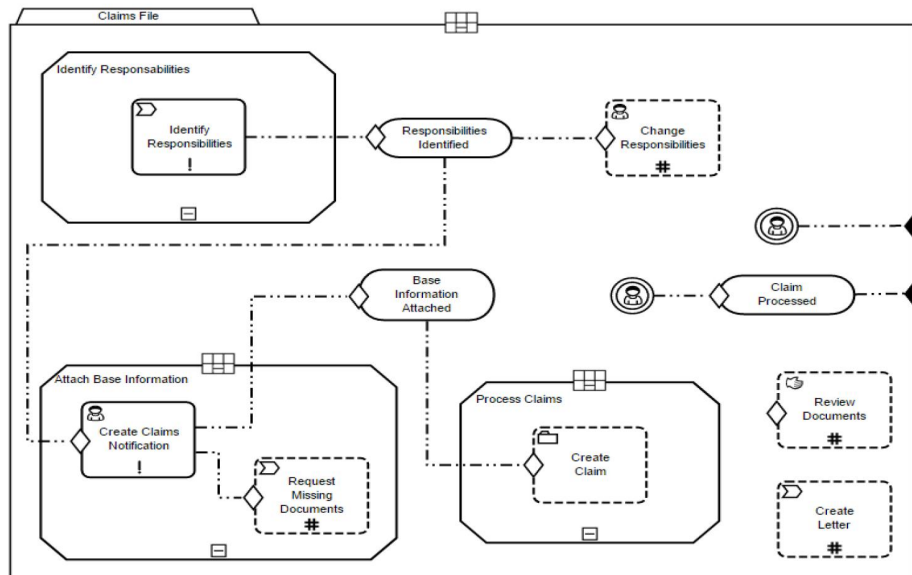 Claims File
Identify Responsabilities
Identify
Responsibilities
!
Responsibilities
Identified
Change
Responsibilities
#
Base
Information
Attached
Claim
Processed
Attach Base Information
Create Claims
Notification
!
Request
Missing
Documents
#
Process Claims
Create
Claim
Review
Documents
#
Create
Letter
#